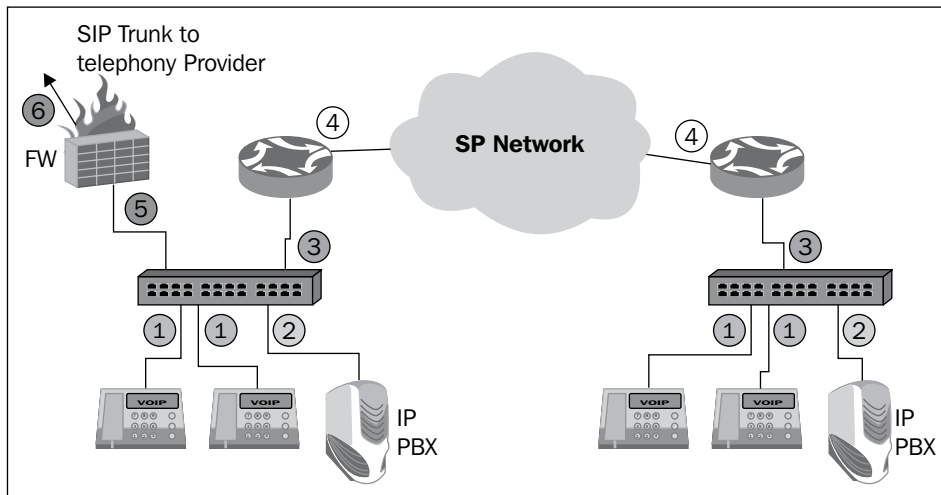 SIP Trunk to
telephony Provider
6
FW
4
SP Network
4
5
3
3
1
1
2
1
1
2
VOIP
VOIP
IP
PBX
VOIP
VOIP
IP
PBX